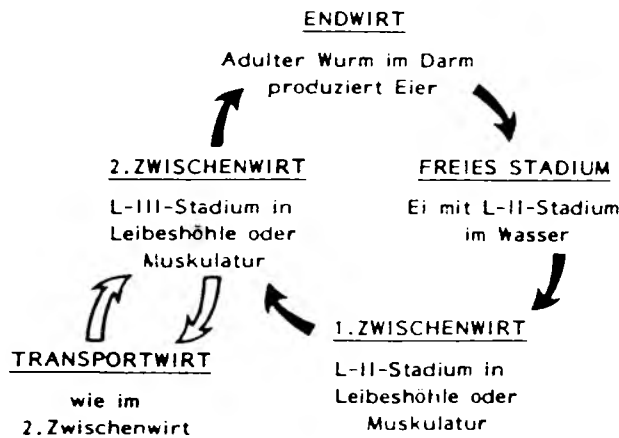 ENDWIRT
Adulter Wurm im Darm
produziert Eier
2.ZWISCHENWIRT
L-III-Stadium in
Leibeshöhle oder
Muskulatur
FREIES STADIUM
Ei mit L-II-Stadium
im Wasser
1.ZWISCHENWIRT
L-II-Stadium in
Leibeshöhle oder
Muskulatur
TRANSPORTWIRT
wie im
2.Zwischenwirt